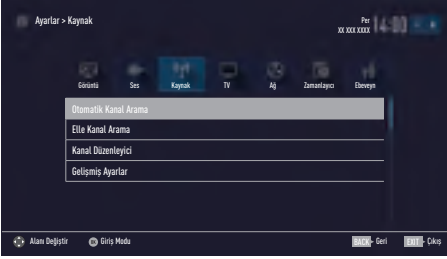 Ayarlar > Kaynak
Per
XX XXX XXXX
14:00
Görüntü Ses Kaynak TV Ağ Zamanlayıcı Ebeveyn
Otomatik Kanal Arama
Elle Kanal Arama
Kanal Düzenleyici
Gelişmiş Ayarlar
Alanı Değiştir OK Giriş Modu BACK - Geri EXIT - Çıkış